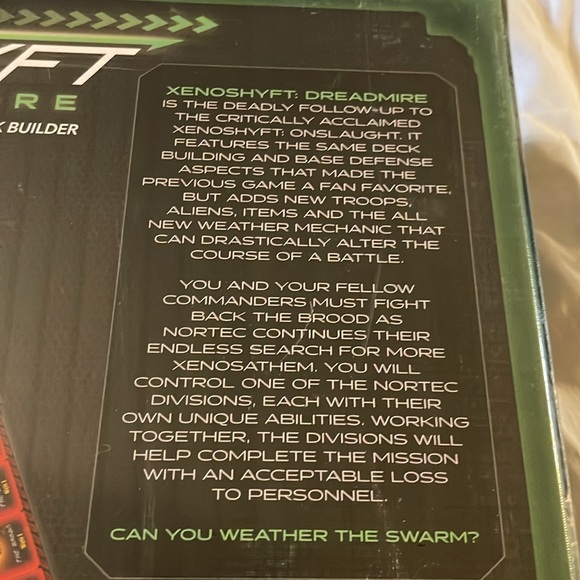 YFT
RE
K BUILDER
XENOSHYFT: DREADMIRE
IS THE DEADLY FOLLOW-UP TO
THE CRITICALLY ACCLAIMED
XENOSHYFT: ONSLAUGHT. IT
FEATURES THE SAME DECK
BUILDING AND BASE DEFENSE
ASPECTS THAT MADE THE
PREVIOUS GAME A FAN FAVORITE,
BUT ADDS NEW TROOPS,
ALIENS, ITEMS AND THE ALL
NEW WEATHER MECHANIC THAT
CAN DRASTICALLY ALTER THE
COURSE OF A BATTLE.
YOU AND YOUR FELLOW
COMMANDERS MUST FIGHT
BACK THE BROOD AS
NORTEC CONTINUES THEIR
ENDLESS SEARCH FOR MORE
XENOSATHEM. YOU WILL
CONTROL ONE OF THE NORTEC
DIVISIONS, EACH WITH THEIR
OWN UNIQUE ABILITIES. WORKING
TOGETHER, THE DIVISIONS WILL
HELP COMPLETE THE MISSION
WITH AN ACCEPTABLE LOSS
TO PERSONNEL.
CAN YOU WEATHER THE SWARM?